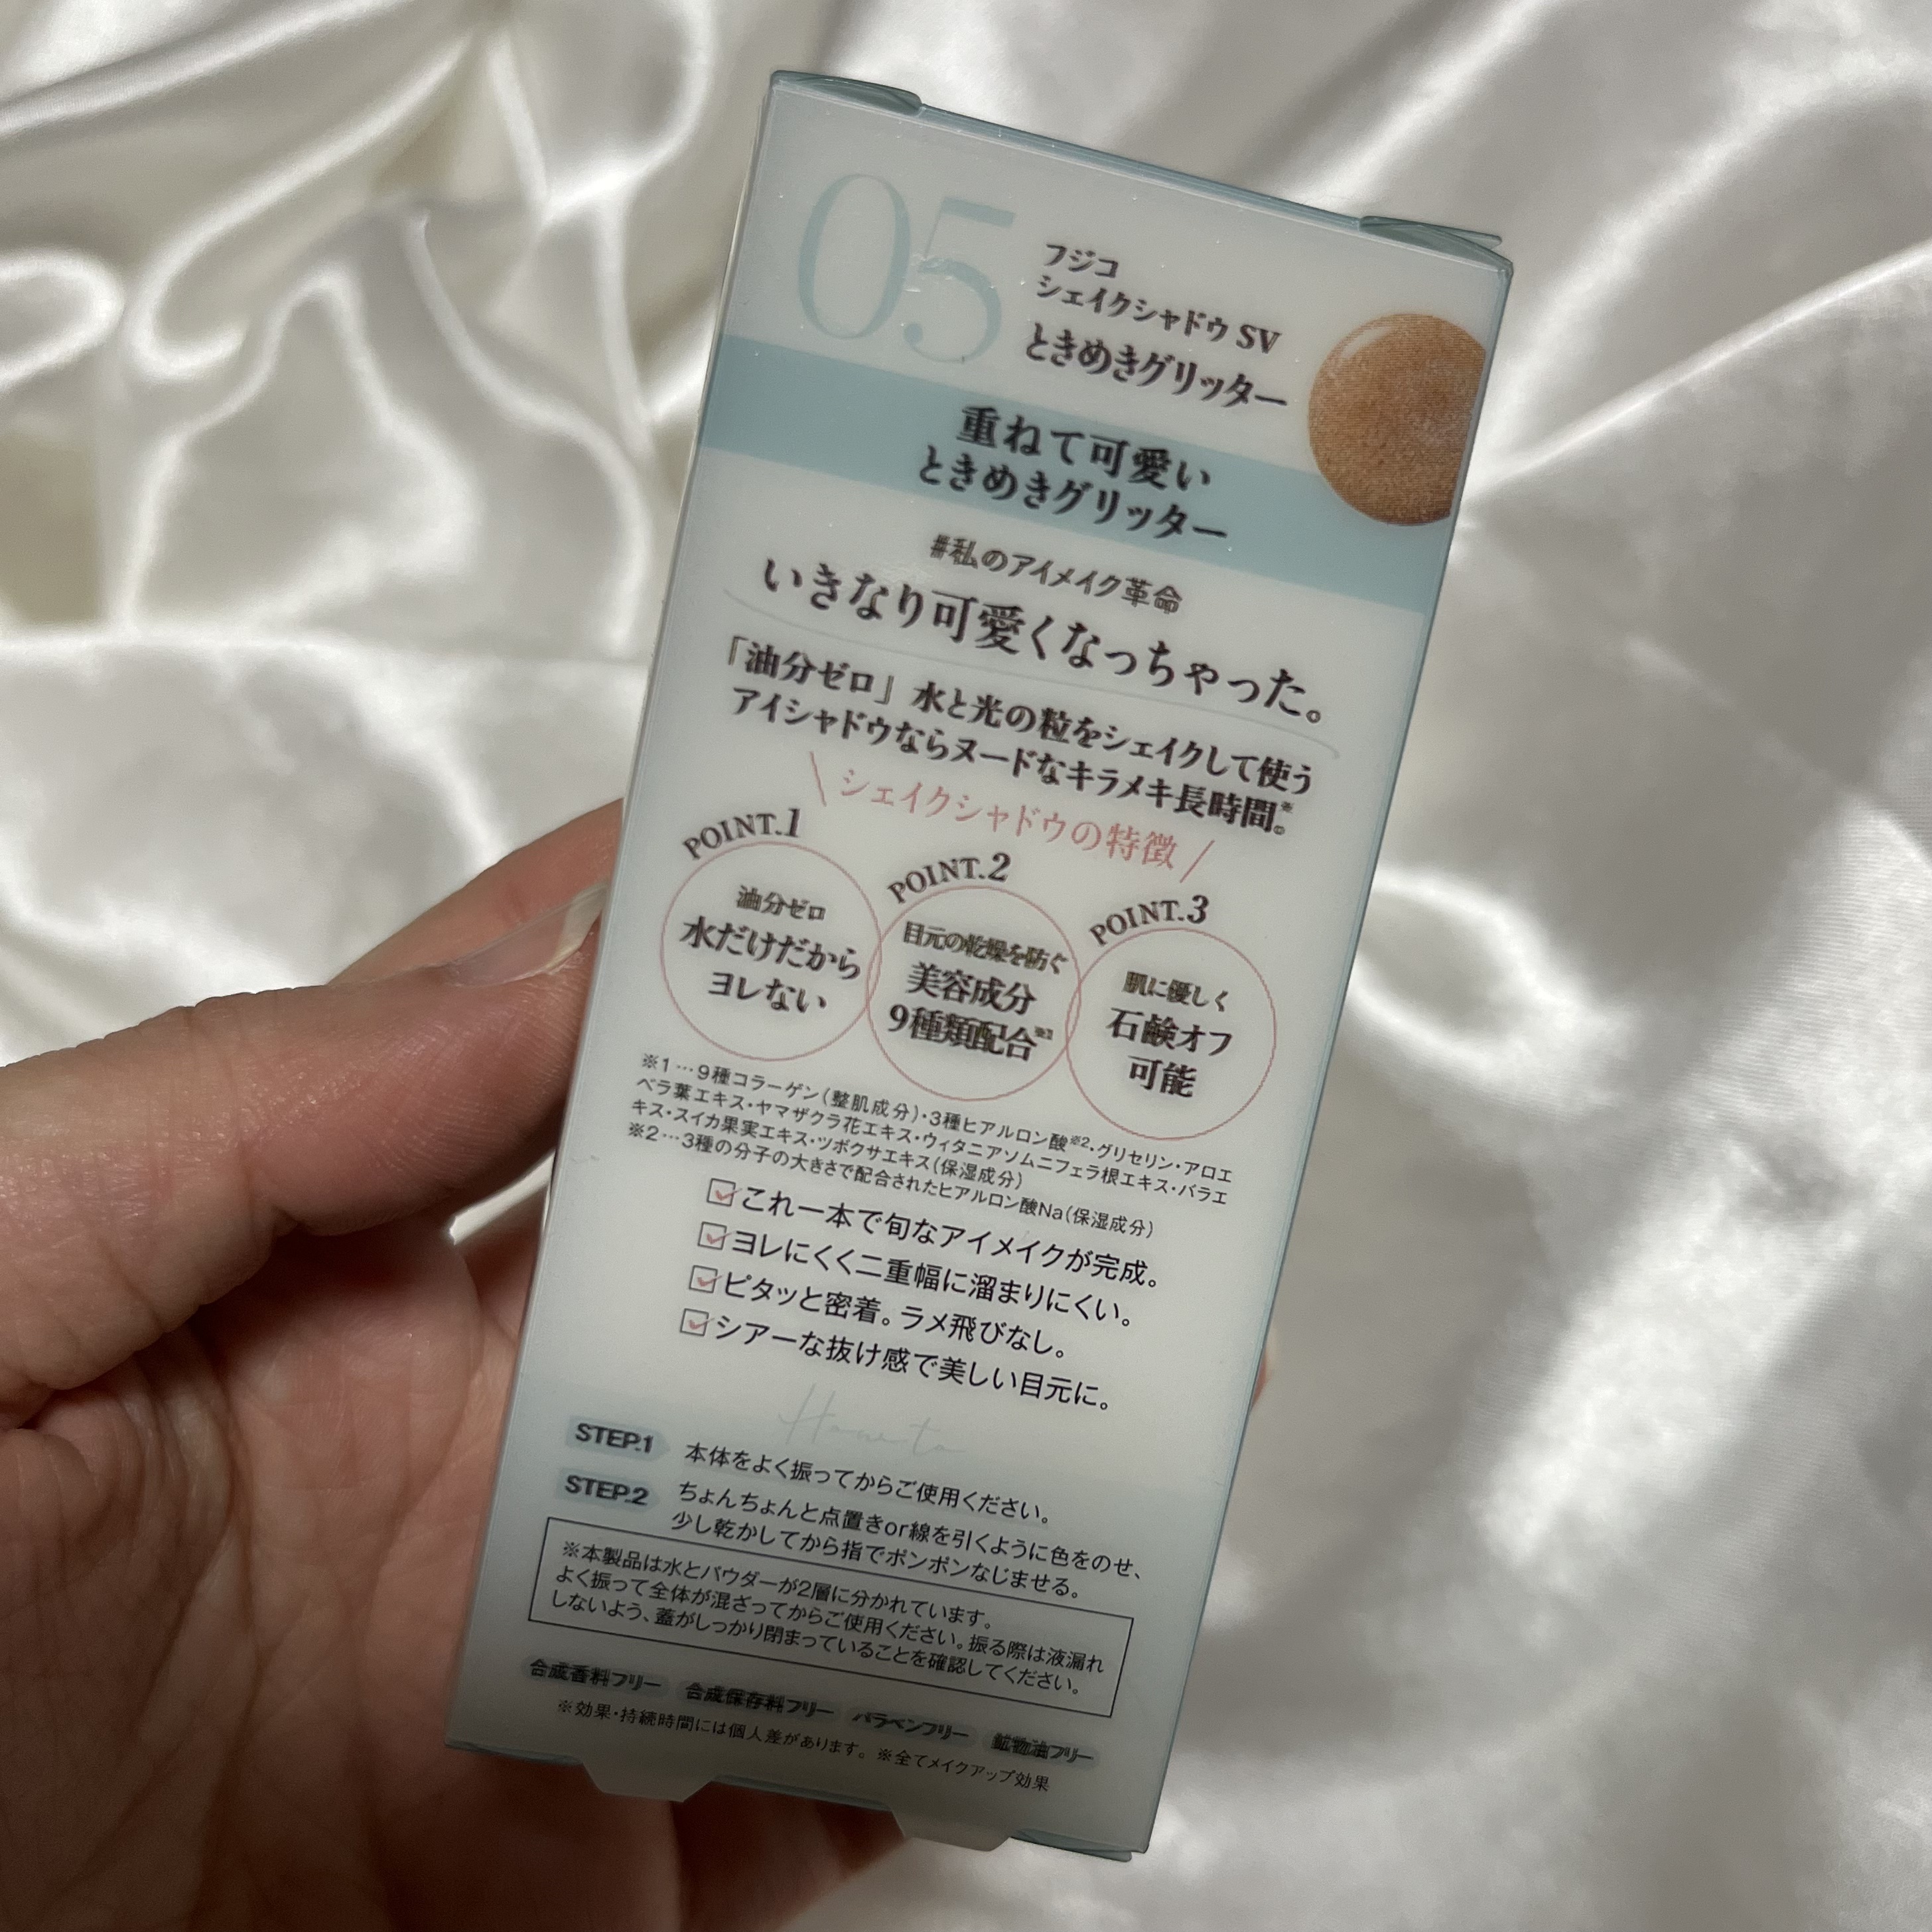 05
フジコ
シェイクシャドウ SV
ときめきグリッター
重ねて可愛い
ときめきグリッター
#私のアイメイク革命
いきなり可愛くなっちゃった。
「油分ゼロ」水と光の粒をシェイクして使う
アイシャドウならヌードなキラメキ長時間。※
\ シェイクシャドウの特徴 /
POINT.1
油分ゼロ
水だけだから
ヨレない
POINT.2
目元の乾燥を防ぐ
美容成分
9種類配合※1
POINT.3
肌に優しく
石鹸オフ
可能
※1…9種コラーゲン(整肌成分)・3種ヒアルロン酸※2・グリセリン・アロエ
ベラ葉エキス・ヤマザクラ花エキス・ウィタニアソムニフェラ根エキス・バラエ
キス・スイカ果実エキス・ツボクサエキス(保湿成分)
※2…3種の分子の大きさで配合されたヒアルロン酸Na(保湿成分)
これ一本で旬なアイメイクが完成。
ヨレにくく二重幅に溜まりにくい。
ピタッと密着。ラメ飛びなし。
シアーな抜け感で美しい目元に。
How to
STEP.1 本体をよく振ってからご使用ください。
STEP.2 ちょんちょんと点置きor線を引くように色をのせ、
少し乾かしてから指でポンポンなじませる。
※本製品は水とパウダーが2層に分かれています。
よく振って全体が混ざってからご使用ください。振る際は液漏れ
しないよう、蓋がしっかり閉まっていることを確認してください。
合成香料フリー 合成保存料フリー パラベンフリー 鉱物油フリー
※効果・持続時間には個人差があります。 ※全てメイクアップ効果